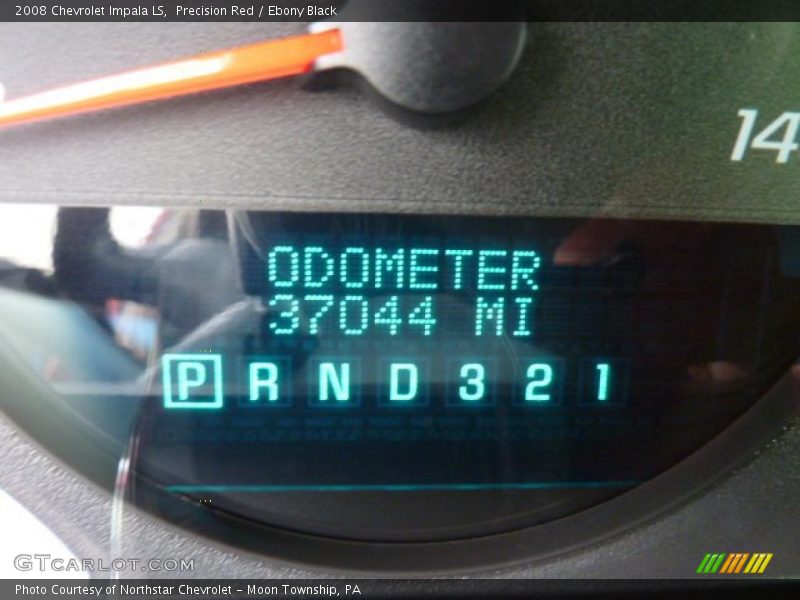 2008 Chevrolet Impala LS,  Precision Red / Ebony Black
14
ODOMETER
37044 MI
P R N D 3 2 1
GTCARLOT.COM
Photo Courtesy of Northstar Chevrolet - Moon Township, PA